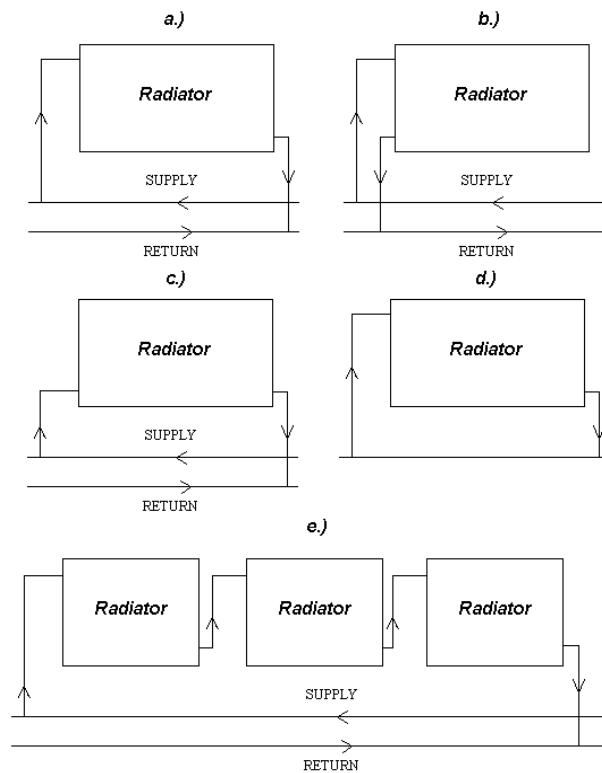 a.)
b.)
Radiator
Radiator
SUPPLY
SUPPLY
RETURN
RETURN
c.)
d.)
Radiator
Radiator
SUPPLY
RETURN
e.)
Radiator
Radiator
Radiator
SUPPLY
RETURN